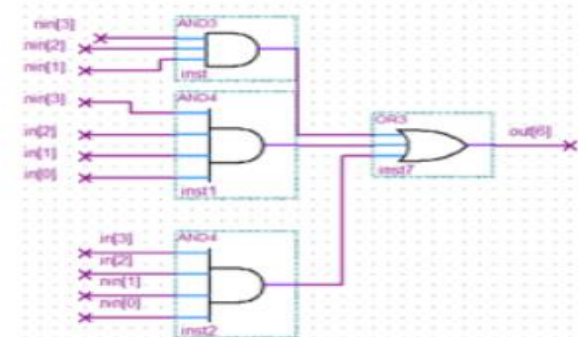 nin[3]
AND3
nin[2]
nin[1]
inst
nin[3]
AND4
in[2]
in[1]
in[0]
inst1
OR3
out[6]
inst7
in[3]
AND4
in[2]
nin[1]
nin[0]
inst2